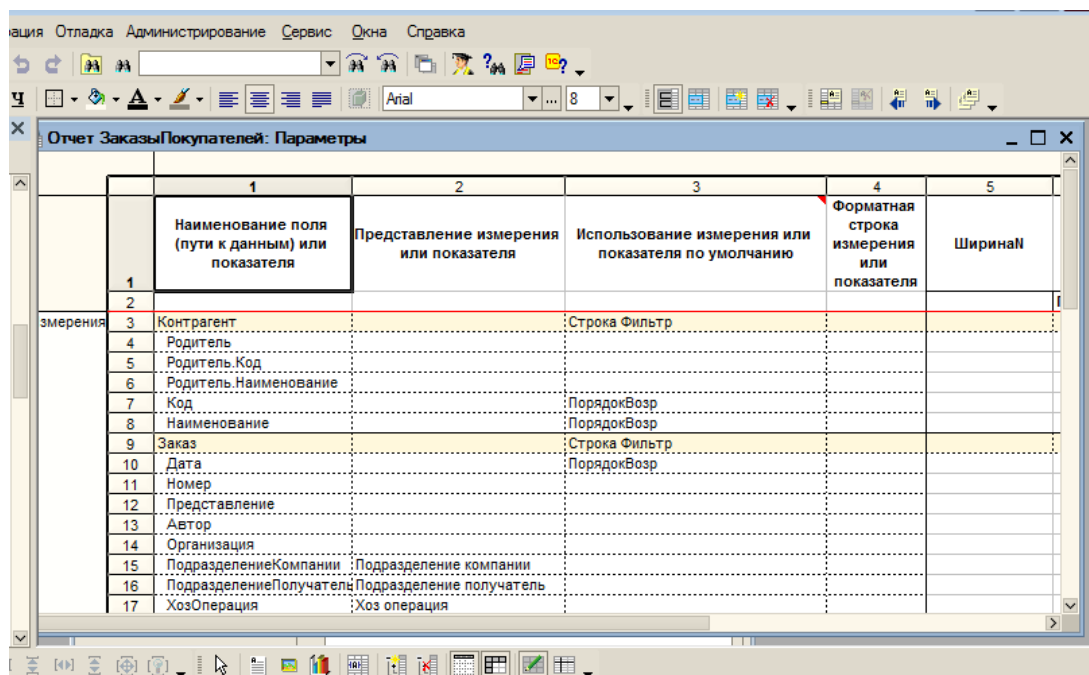 рация Отладка Администрирование Сервис Окна Справка
Ч A Arial 8
Отчет ЗаказыПокупателей: Параметры
1 2 3 4 5
Наименование поля (пути к данным) или показателя
Представление измерения или показателя
Использование измерения или показателя по умолчанию
Форматная строка измерения или показателя
ШиринаN
1
2
змерения 3 Контрагент Строка Фильтр
4 Родитель
5 Родитель.Код
6 Родитель.Наименование
7 Код ПорядокВозр
8 Наименование ПорядокВозр
9 Заказ Строка Фильтр
10 Дата ПорядокВозр
11 Номер
12 Представление
13 Автор
14 Организация
15 ПодразделениеКомпании Подразделение компании
16 ПодразделениеПолучатель Подразделение получатель
17 ХозОперация Хоз операция